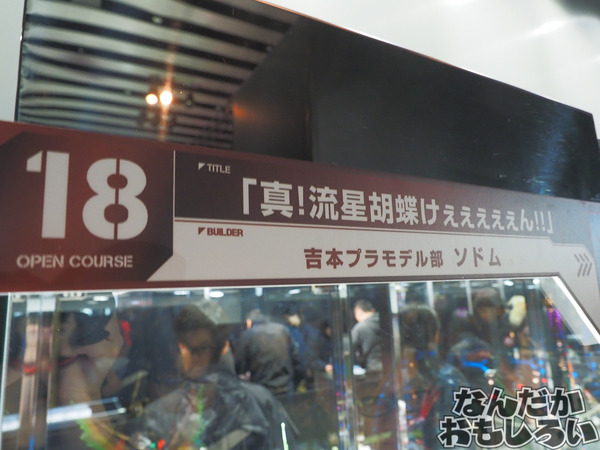 18
OPEN COURSE
TITLE
「真!流星胡蝶けぇぇぇぇぇん!!」
BUILDER
吉本プラモデル部 ソドム
なんだか
おもしろい